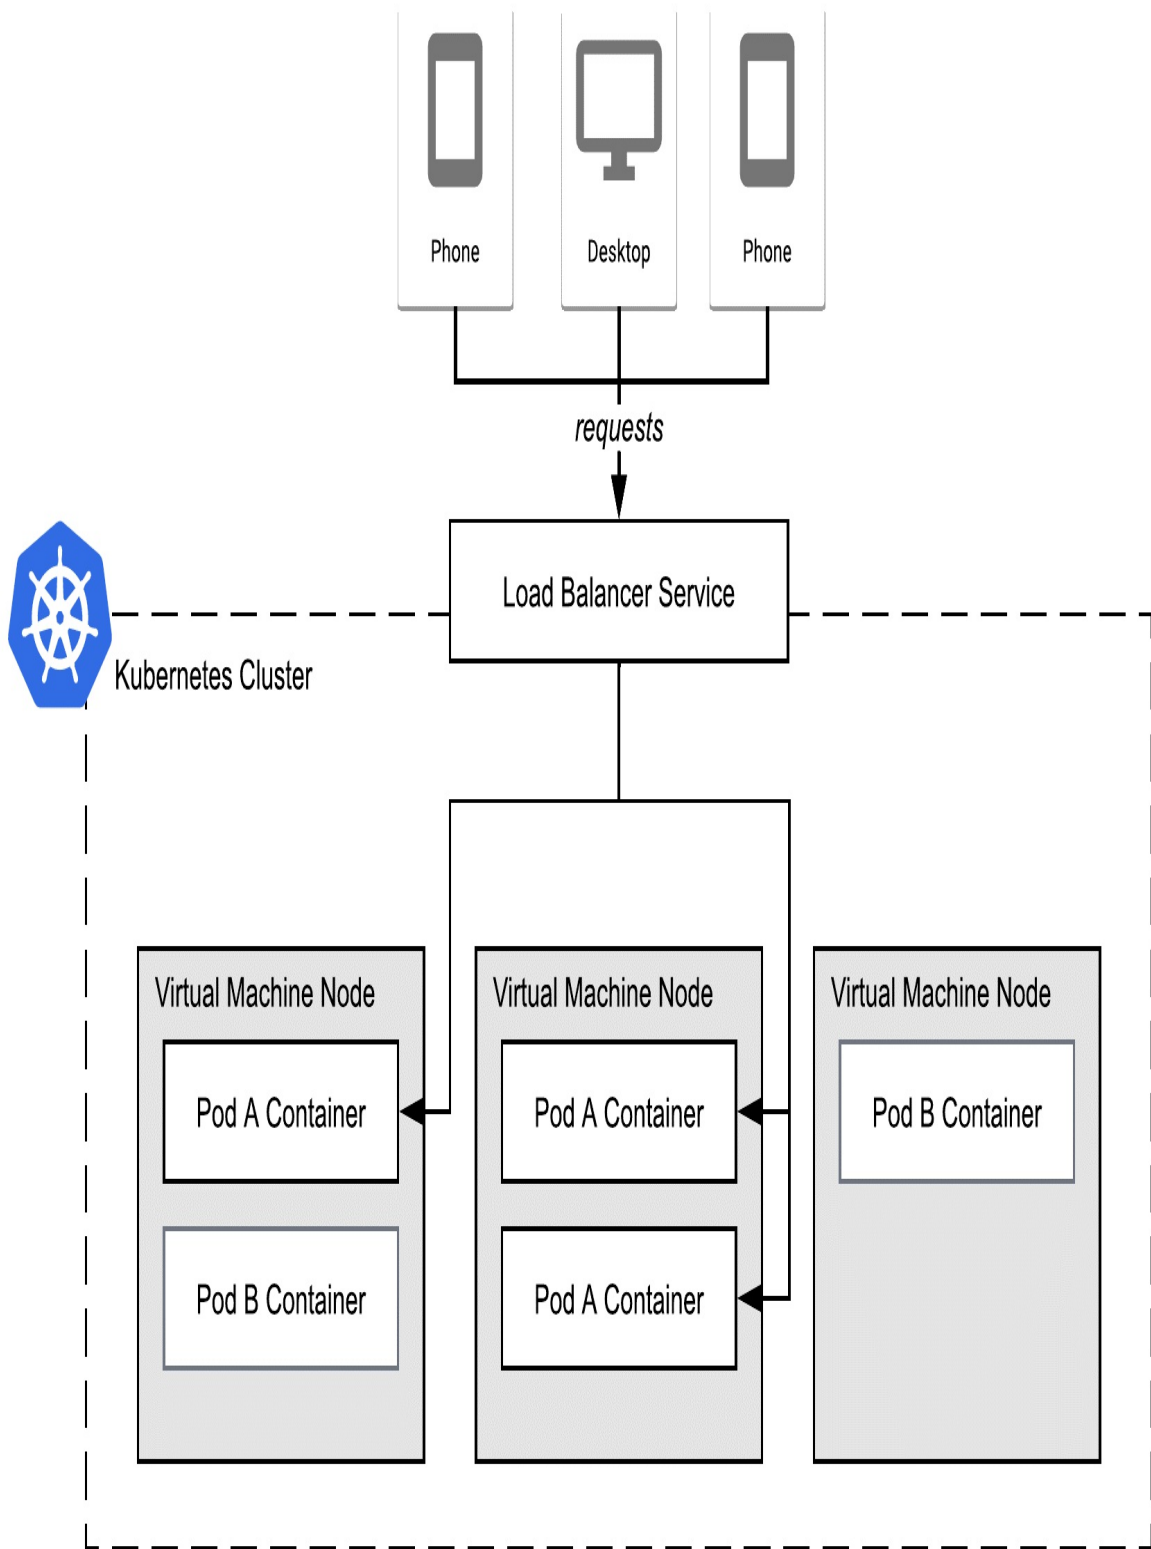 Phone
Desktop
Phone
requests
Load Balancer Service
Kubernetes Cluster
Virtual Machine Node
Pod A Container
Pod B Container
Virtual Machine Node
Pod A Container
Pod A Container
Virtual Machine Node
Pod B Container